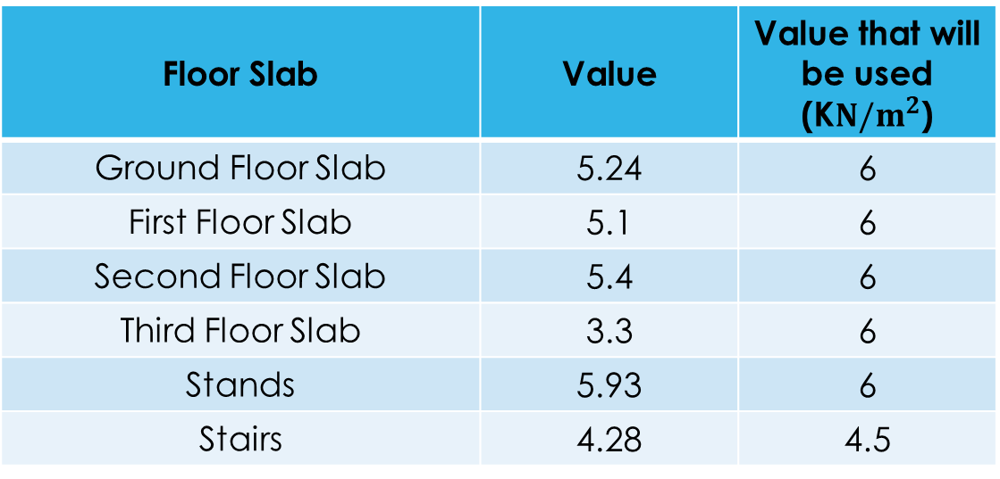 Floor Slab Value Value that will be used (KN/m²)
Ground Floor Slab 5.24 6
First Floor Slab 5.1 6
Second Floor Slab 5.4 6
Third Floor Slab 3.3 6
Stands 5.93 6
Stairs 4.28 4.5